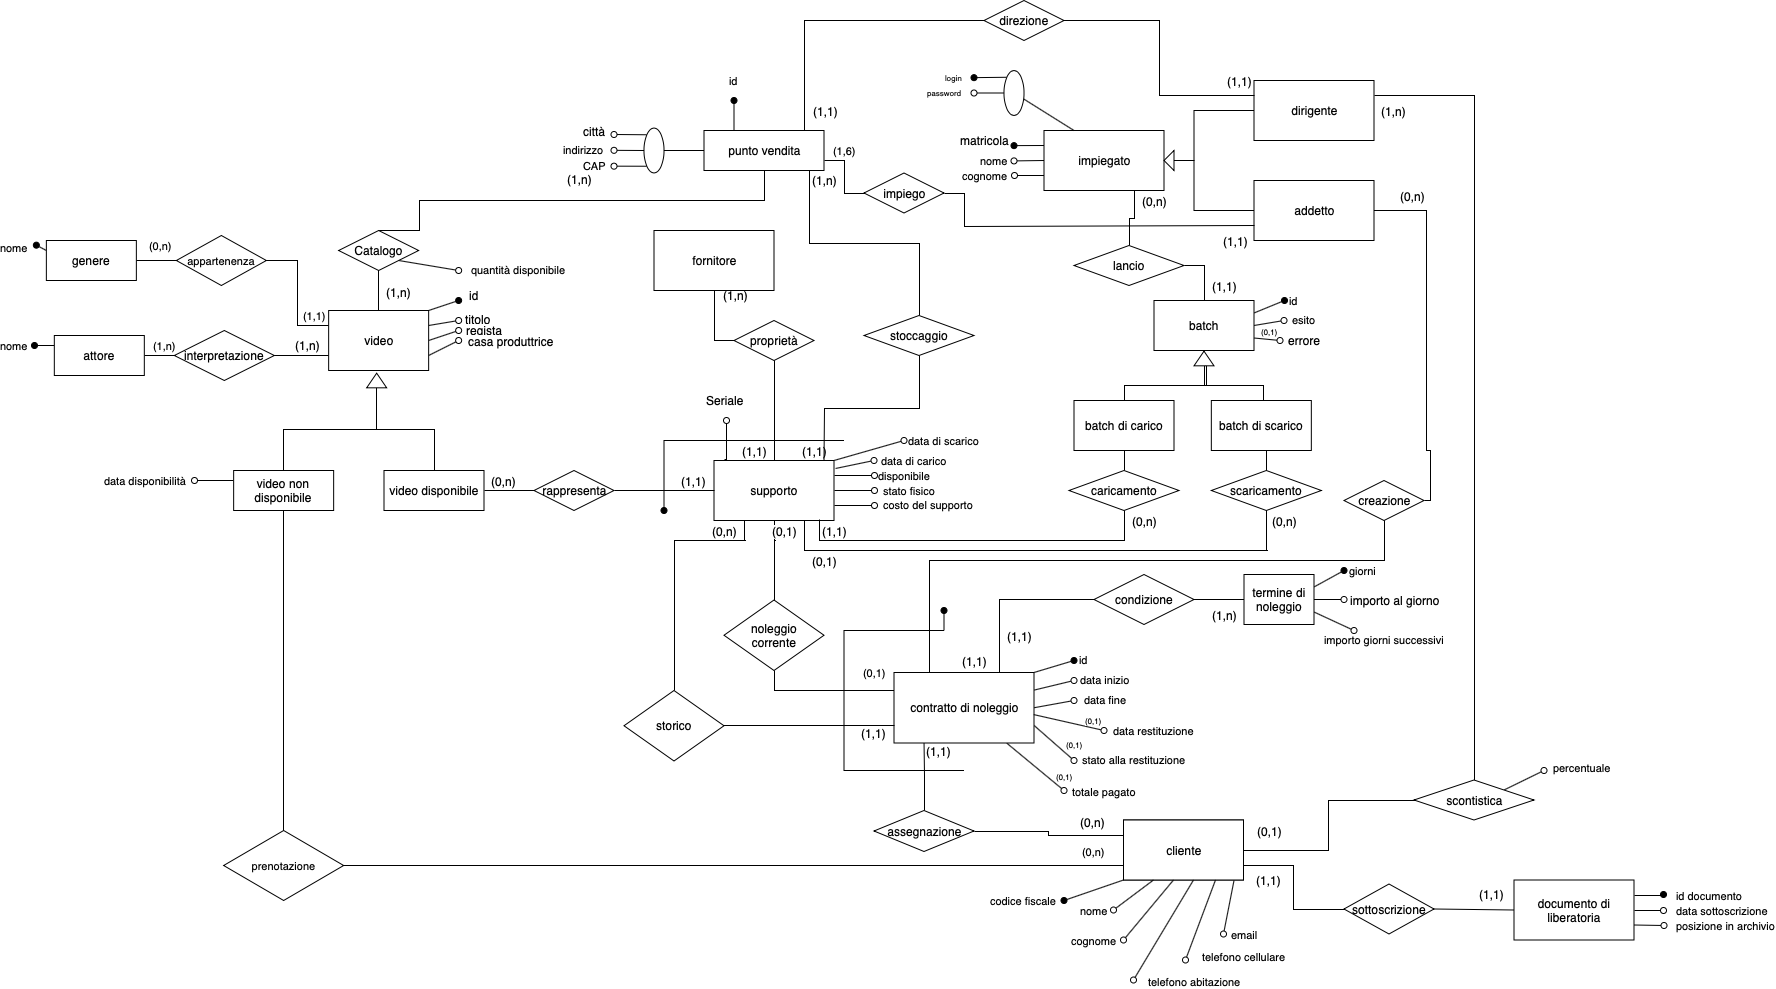 direzione
login
password
(1,1)
dirigente
(1,n)
id
(1,1)
città
indirizzo
CAP
(1,n)
punto vendita
(1,6)
(1,n)
matricola
nome
cognome
impiegato
impiego
(0,n)
addetto
(0,n)
(1,1)
nome
genere
(0,n)
appartenenza
Catalogo
quantità disponibile
fornitore
(1,n)
lancio
(1,1)
(1,n)
id
titolo
regista
casa produttrice
(1,1)
video
nome
attore
(1,n)
interpretazione
(1,n)
proprietà
stoccaggio
batch
id
esito
(0,1)
errore
Seriale
batch di carico
batch di scarico
data disponibilità
video non
disponibile
video disponibile
(0,n)
rappresenta
(1,1)
(1,1)
(1,1)
supporto
data di scarico
data di carico
disponibile
stato fisico
costo del supporto
caricamento
scaricamento
creazione
(0,n)
(0,1)
(1,1)
(0,n)
(0,n)
(0,1)
condizione
(1,n)
termine di
noleggio
giorni
importo al giorno
importo giorni successivi
noleggio
corrente
(1,1)
(1,1)
(0,1)
storico
(1,1)
contratto di noleggio
id
data inizio
data fine
(0,1)
data restituzione
(0,1)
stato alla restituzione
(0,1)
totale pagato
(1,1)
percentuale
scontistica
assegnazione
(0,n)
(0,n)
cliente
(0,1)
(1,1)
prenotazione
codice fiscale
nome
cognome
telefono abitazione
telefono cellulare
email
sottoscrizione
(1,1)
documento di
liberatoria
id documento
data sottoscrizione
posizione in archivio